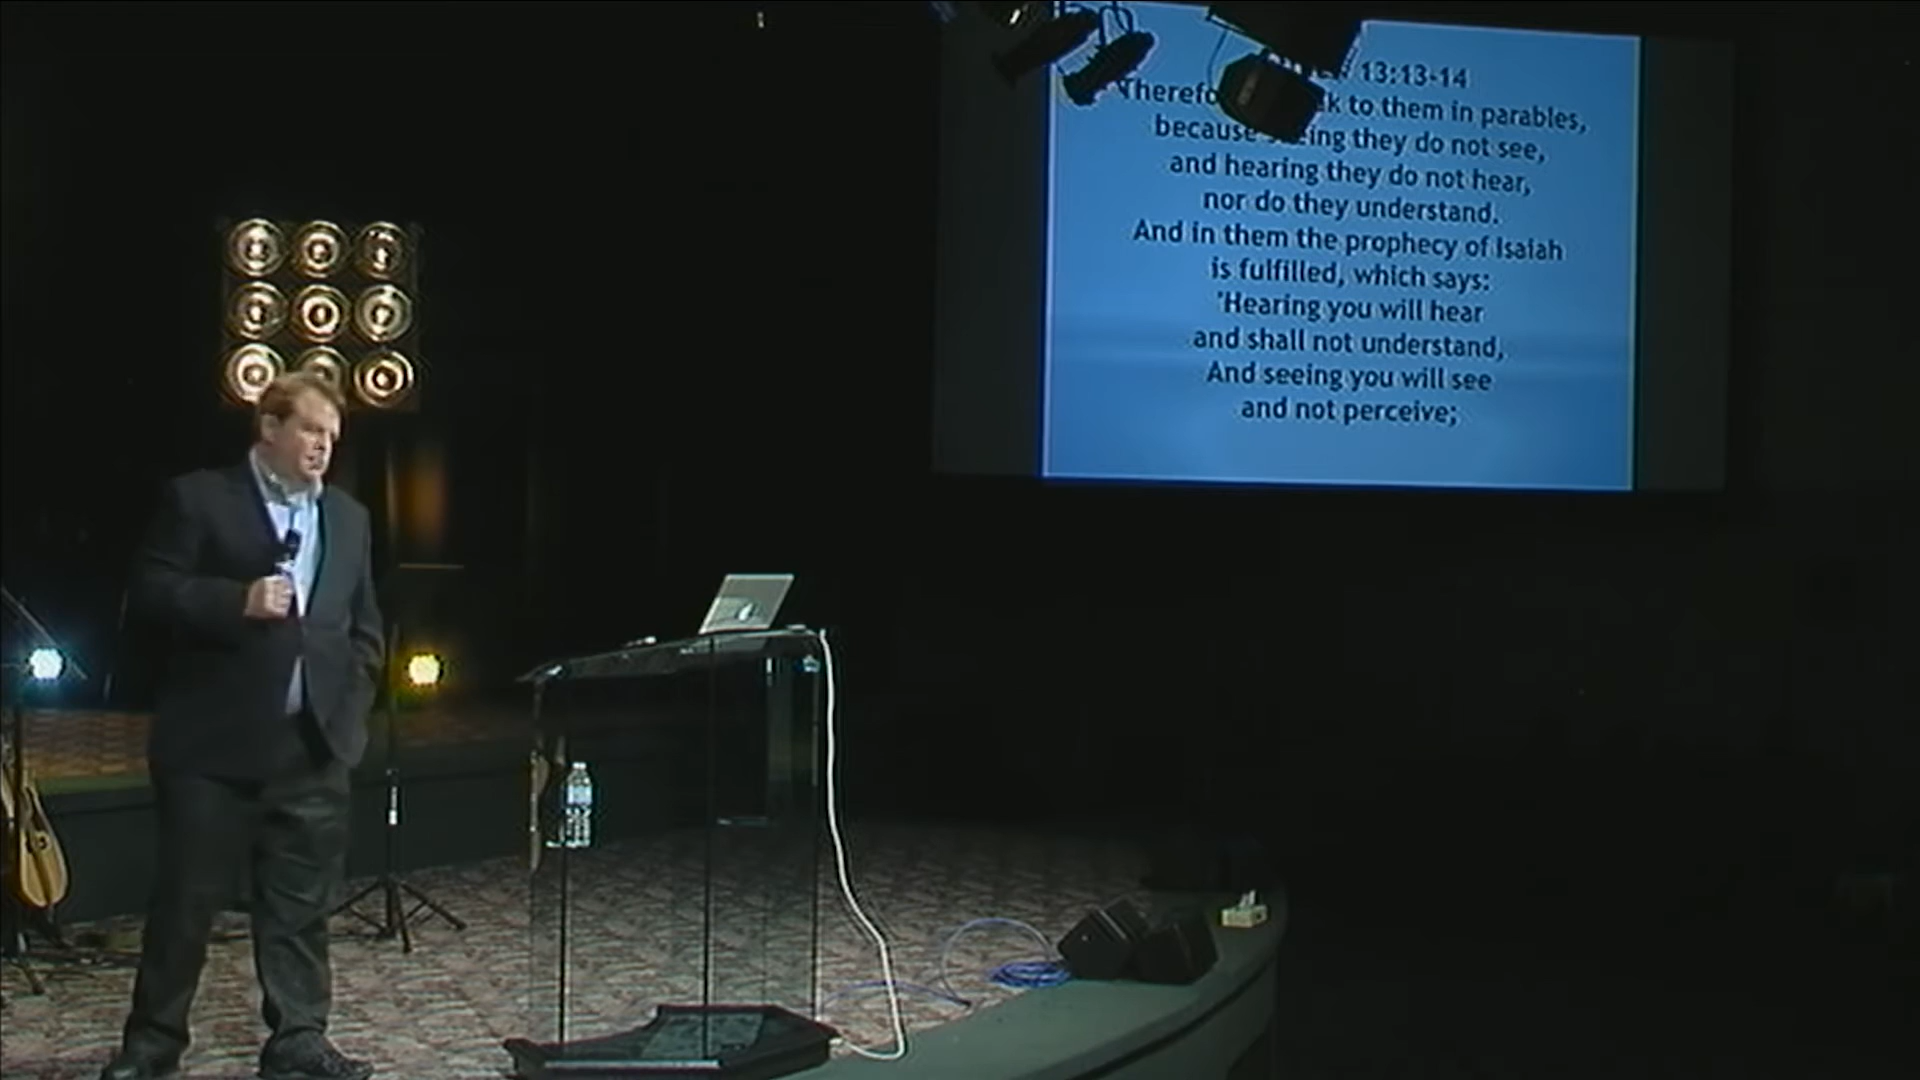 13:13-14
to them in parables,
because they do not see,
and hearing they do not hear,
nor do they understand.
And in them the prophecy of Isaiah
is fulfilled, which says:
'Hearing you will hear
and shall not understand,
And seeing you will see
and not perceive;